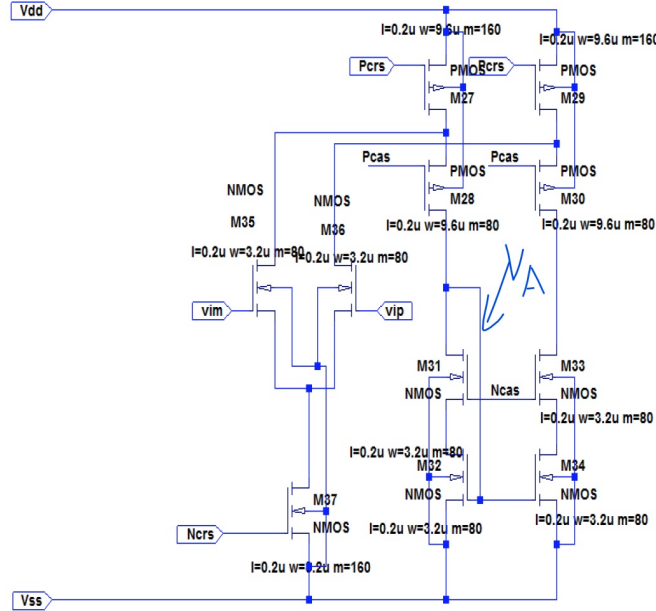 Vdd
l=0.2u w=9.6u m=160
l=0.2u w=9.6u m=160
Pcrs
PMOS
Pcrs
PMOS
M27
M29
Pcas
PMOS
Pcas
PMOS
NMOS
M28
M30
NMOS
M35
M36
l=0.2u w=9.6u m=80
l=0.2u w=9.6u m=80
l=0.2u w=3.2u m=80
l=0.2u w=3.2u m=80
A
vim
vip
M31
M33
NMOS
Ncas
NMOS
l=0.2u w=3.2u m=80
l=0.2u w=3.2u m=80
M32
M34
NMOS
NMOS
M37
Ncrs
NMOS
l=0.2u w=3.2u m=80
l=0.2u w=3.2u m=80
l=0.2u w=3.2u m=160
Vss